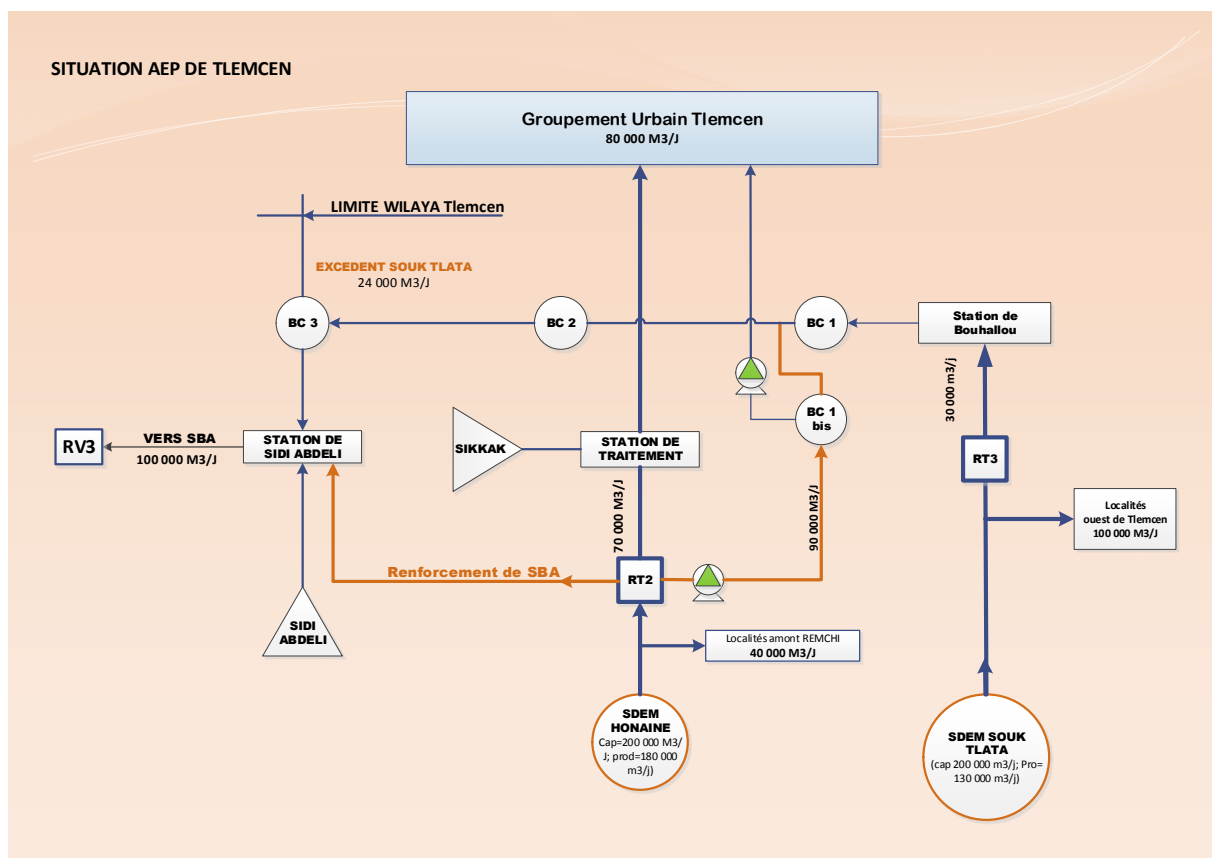 SITUATION AEP DE TLEMCEN
Groupement Urbain Tlemcen
80 000 M3/J
LIMITE WILAYA Tlemcen
EXCEDENT SOUK TLATA
24 000 M3/J
BC 3
BC 2
BC 1
Station de
Bouhallou
30 000 m3/j
BC 1
bis
RV3
VERS SBA
100 000 M3/J
STATION DE
SIDI ABDELI
SIKKAK
STATION DE
TRAITEMENT
RT3
70 000 M3/J
90 000 M3/J
Localités
ouest de Tlemcen
100 000 M3/J
Renforcement de SBA
RT2
SIDI
ABDELI
Localités amont REMCHI
40 000 M3/J
SDEM
HONAINE
Cap=200 000 M3/
J; prod=180 000
m3/j)
SDEM SOUK
TLATA
(cap 200 000 m3/j; Pro=
130 000 m3/j)